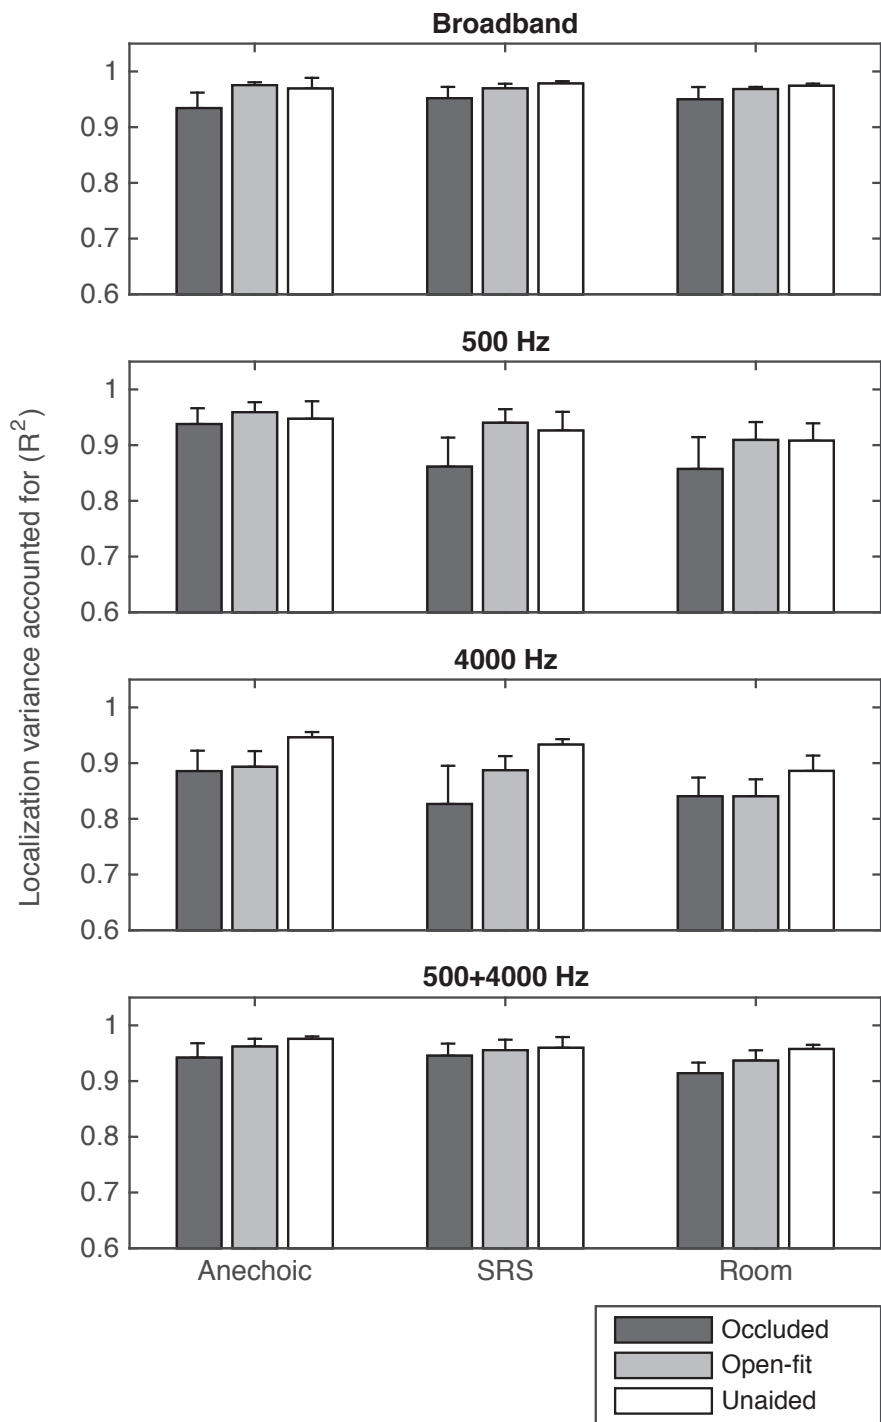 Broadband
1
0.9
0.8
0.7
0.6
500 Hz
1
0.9
0.8
0.7
0.6
Localization variance accounted for (R²)
4000 Hz
1
0.9
0.8
0.7
0.6
500+4000 Hz
1
0.9
0.8
0.7
0.6
Anechoic SRS Room
Occluded
Open-fit
Unaided